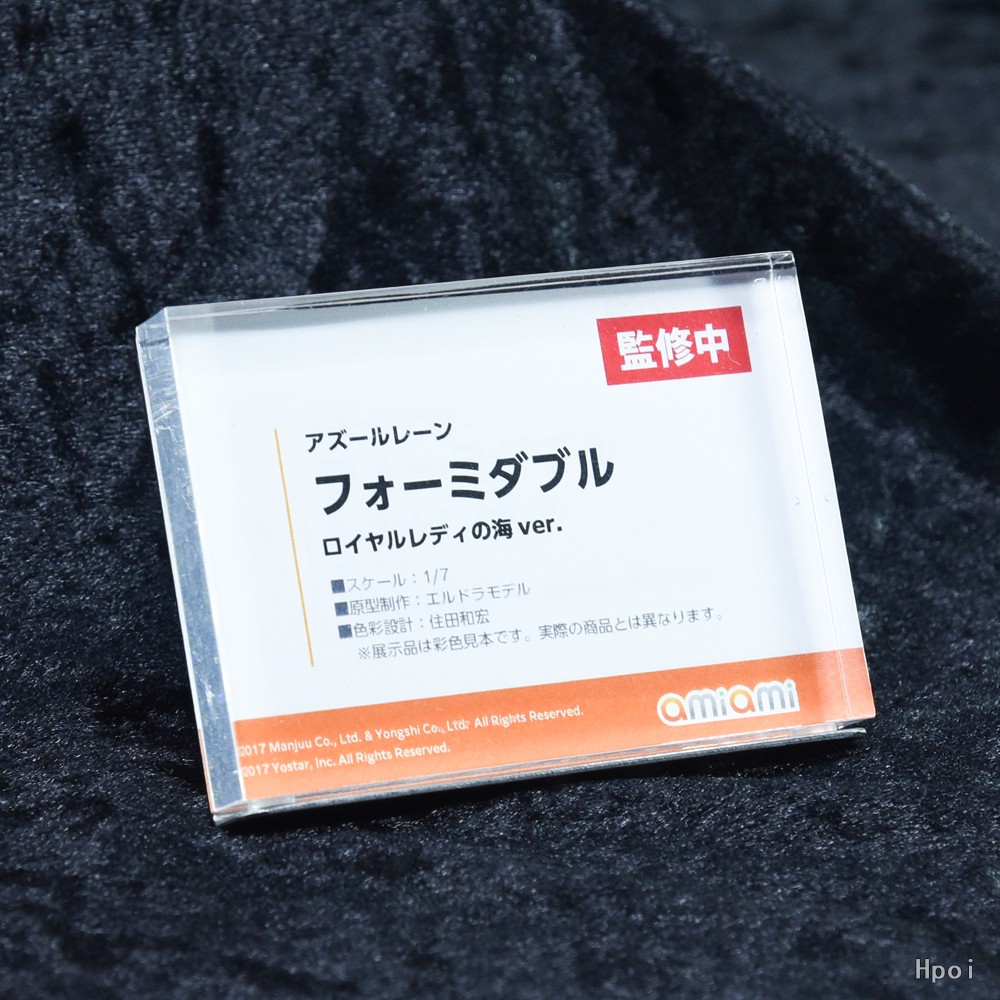 監修中
アズールレーン
フォーミダブル
ロイヤルレディの海 ver.
■スケール：1/7
■原型制作：エルドラモデル
■色彩設計：住田和宏
※展示品は彩色見本です。実際の商品とは異なります。
2017 Manjuu Co., Ltd. & Yongshi Co., Ltd. All Rights Reserved.
2017 Yostar, Inc. All Rights Reserved.
amiami
Hpoi